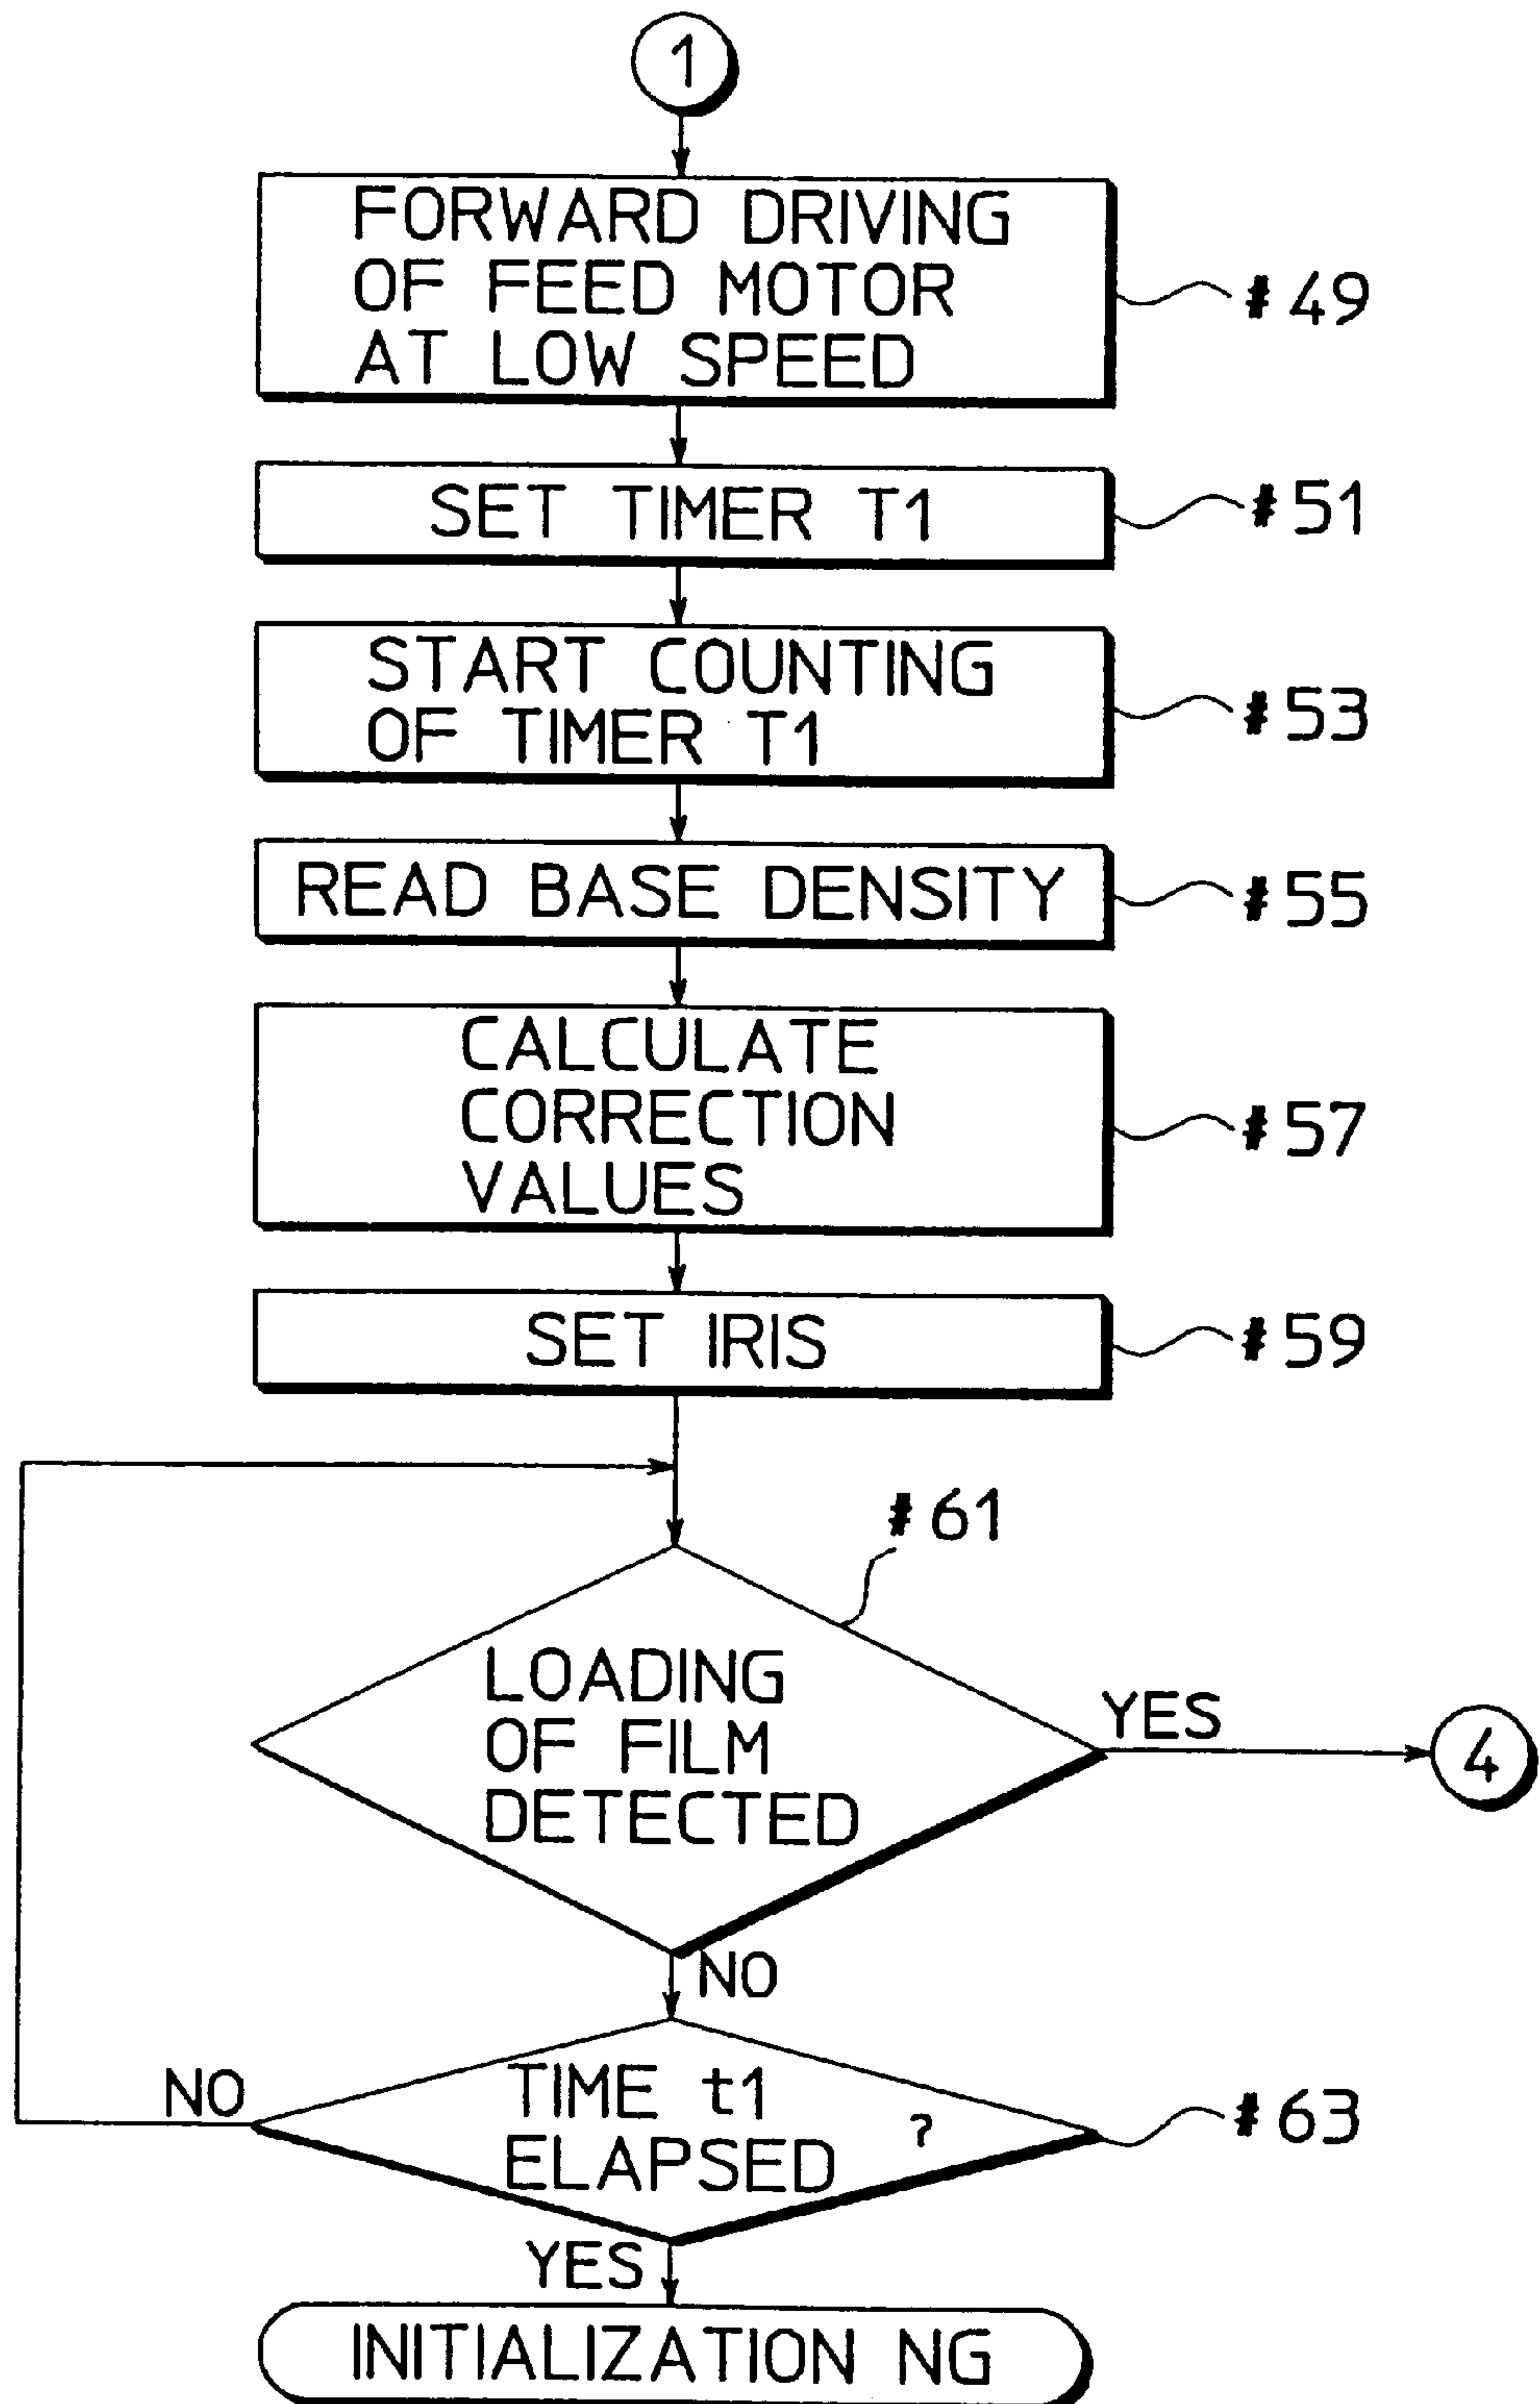 1
FORWARD DRIVING
OF FEED MOTOR
AT LOW SPEED
#49
SET TIMER T1
#51
START COUNTING
OF TIMER T1
#53
READ BASE DENSITY
#55
CALCULATE
CORRECTION
VALUES
#57
SET IRIS
#59
#61
LOADING
OF FILM
DETECTED
YES
4
NO
TIME t1
ELAPSED ?
NO
#63
YES
INITIALIZATION NG